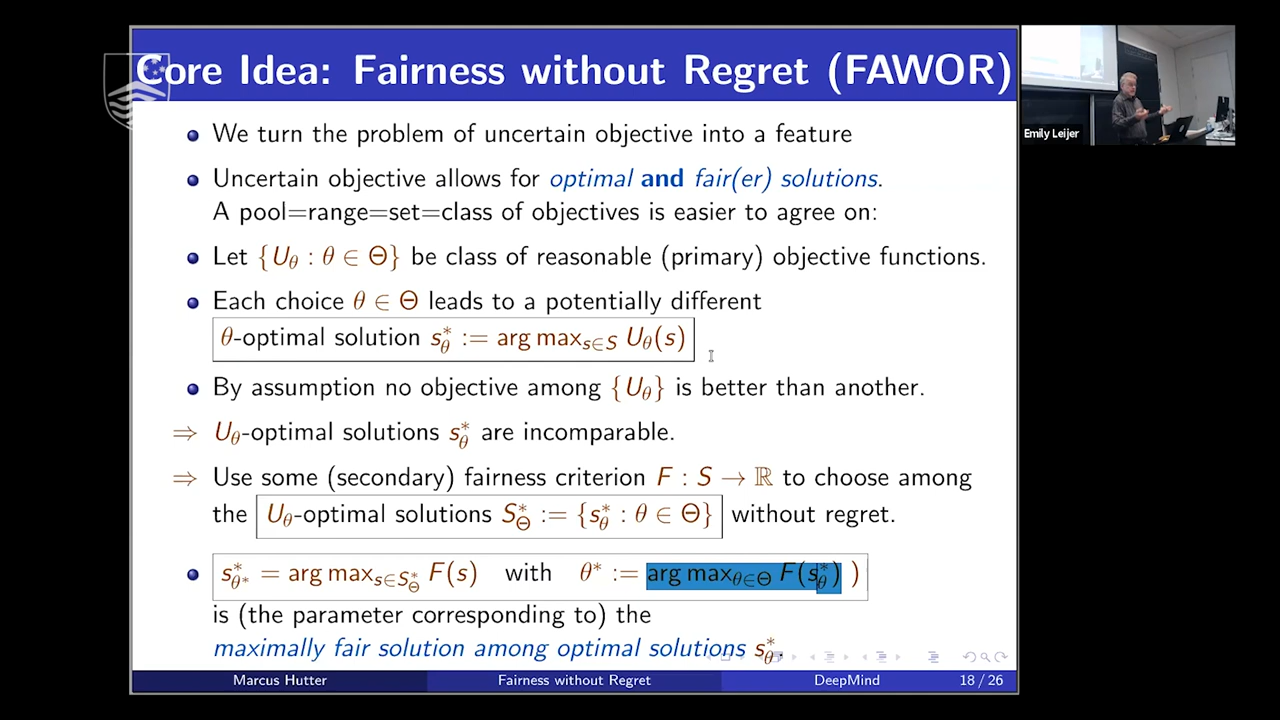 Core Idea: Fairness without Regret (FAWOR)
We turn the problem of uncertain objective into a feature
Uncertain objective allows for optimal and fair(er) solutions.
A pool=range=set=class of objectives is easier to agree on:
Let {U_θ : θ ∈ Θ} be class of reasonable (primary) objective functions.
Each choice θ ∈ Θ leads to a potentially different
θ-optimal solution s*_θ := arg max_{s∈S} U_θ(s)
By assumption no objective among {U_θ} is better than another.
⇒ U_θ-optimal solutions s*_θ are incomparable.
⇒ Use some (secondary) fairness criterion F : S → ℝ to choose among
the U_θ-optimal solutions S*_Θ := {s*_θ : θ ∈ Θ} without regret.
s*_{θ*} = arg max_{s∈S*_Θ} F(s) with θ* := arg max_{θ∈Θ} F(s*_θ) )
is (the parameter corresponding to) the
maximally fair solution among optimal solutions s*_θ.
Marcus Hutter Fairness without Regret DeepMind 18 / 26
Emily Leijer